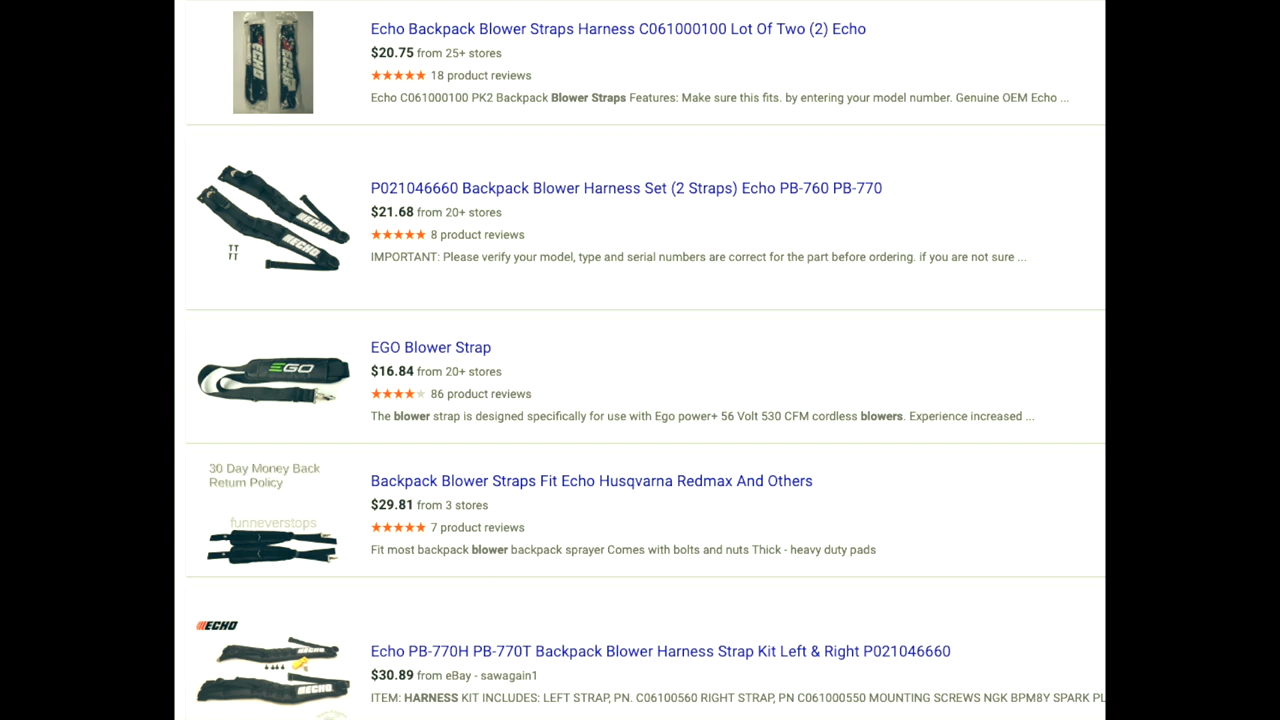 Echo Backpack Blower Straps Harness C061000100 Lot Of Two (2) Echo
$20.75 from 25+ stores
18 product reviews
Echo C061000100 PK2 Backpack Blower Straps Features: Make sure this fits. by entering your model number. Genuine OEM Echo ...
ECHO ECHO
P021046660 Backpack Blower Harness Set (2 Straps) Echo PB-760 PB-770
$21.68 from 20+ stores
8 product reviews
IMPORTANT: Please verify your model, type and serial numbers are correct for the part before ordering. if you are not sure ...
ECHO
ECHO
EGO Blower Strap
$16.84 from 20+ stores
86 product reviews
The blower strap is designed specifically for use with Ego power+ 56 Volt 530 CFM cordless blowers. Experience increased ...
EGO
30 Day Money Back
Return Policy
funneverstops
Backpack Blower Straps Fit Echo Husqvarna Redmax And Others
$29.81 from 3 stores
7 product reviews
Fit most backpack blower backpack sprayer Comes with bolts and nuts Thick - heavy duty pads
ECHO
ECHO
ECHO
Echo PB-770H PB-770T Backpack Blower Harness Strap Kit Left & Right P021046660
$30.89 from eBay - sawagain1
ITEM: HARNESS KIT INCLUDES: LEFT STRAP, PN. C06100560 RIGHT STRAP, PN C061000550 MOUNTING SCREWS NGK BPM8Y SPARK PL